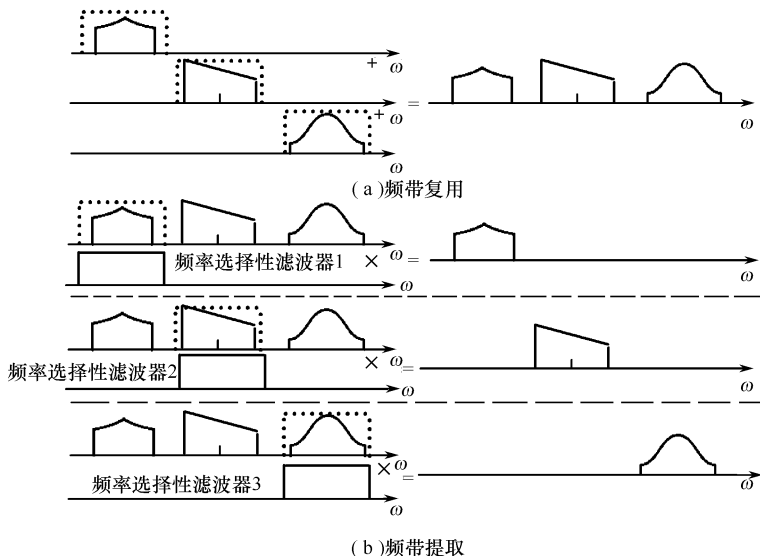 + ω
+ ω = ω
ω
( a )频带复用
频率选择性滤波器1 × ω =
ω
频率选择性滤波器2 × ω = ω
ω
频率选择性滤波器3 × ω = ω
ω
( b )频带提取